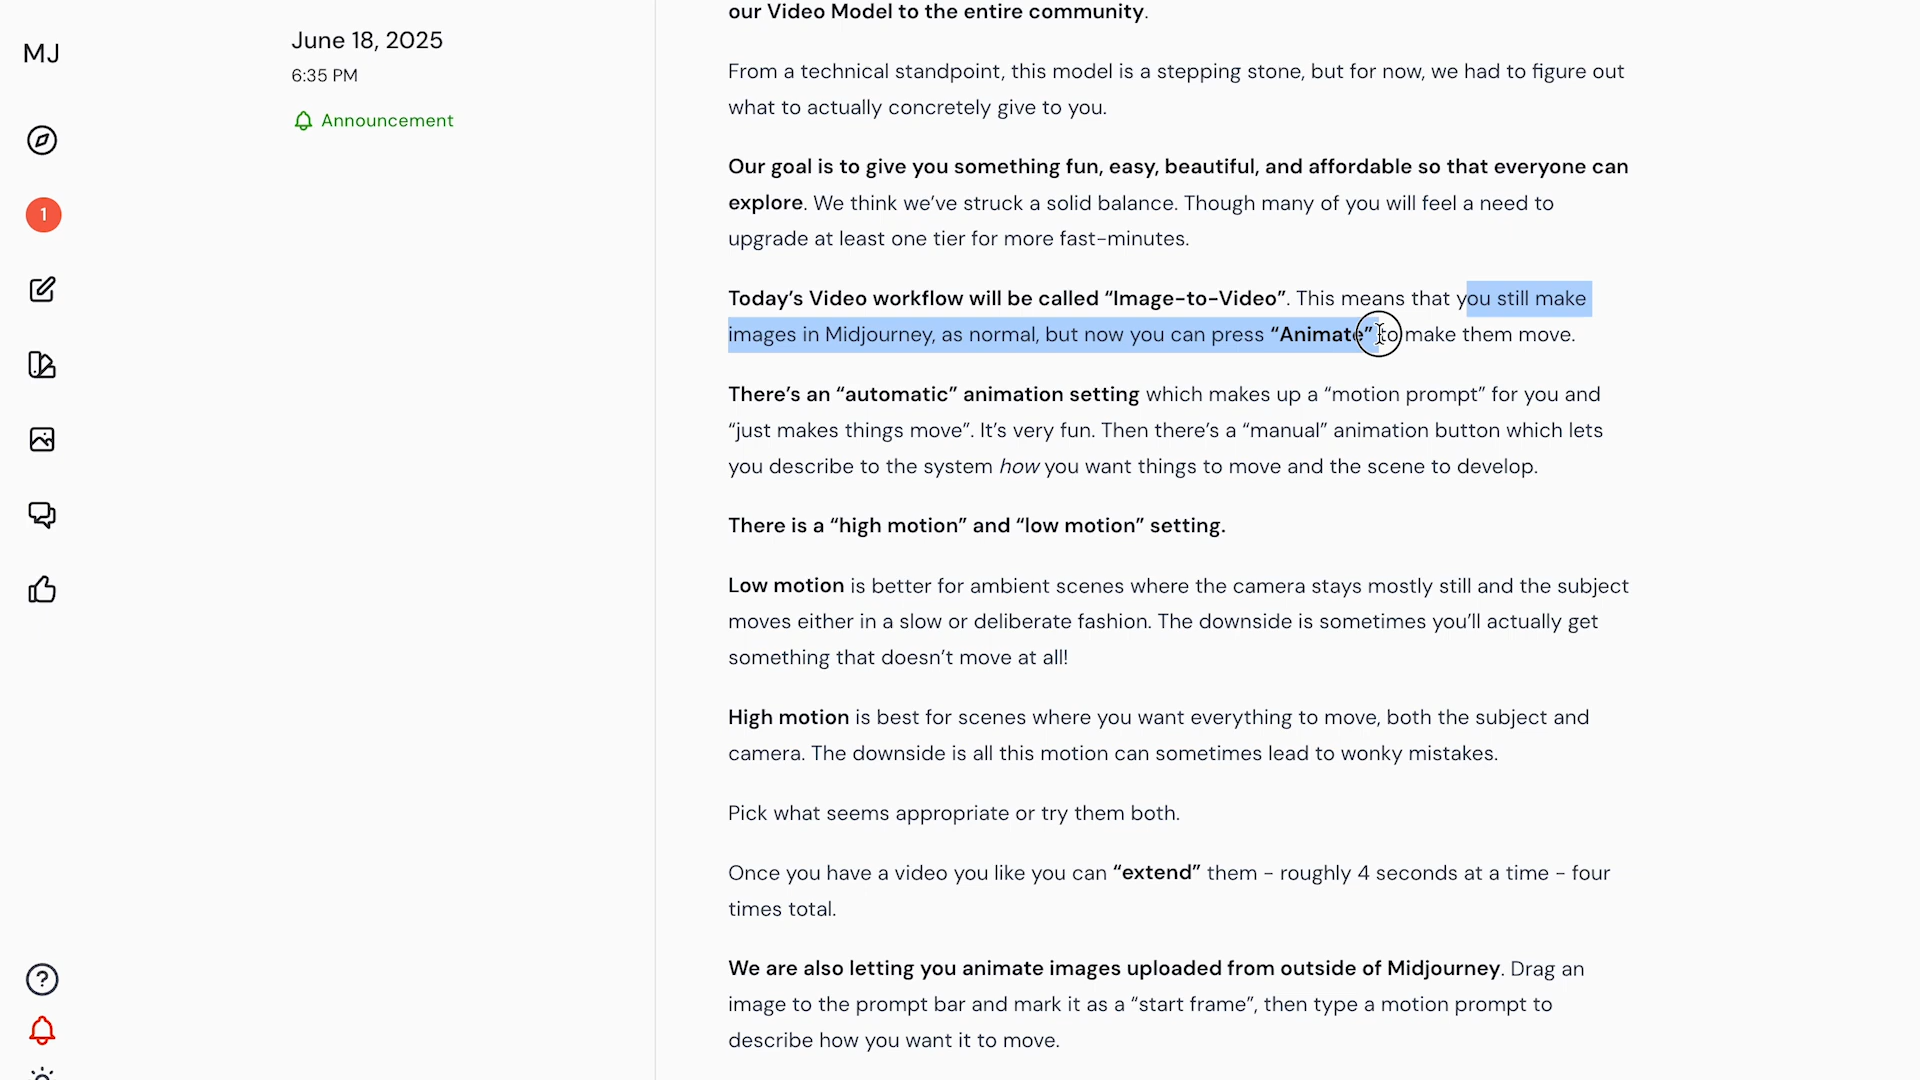 MJ
1
June 18, 2025
6:35 PM
Announcement
our Video Model to the entire community.
From a technical standpoint, this model is a stepping stone, but for now, we had to figure out
what to actually concretely give to you.
Our goal is to give you something fun, easy, beautiful, and affordable so that everyone can
explore. We think we’ve struck a solid balance. Though many of you will feel a need to
upgrade at least one tier for more fast-minutes.
Today’s Video workflow will be called “Image-to-Video”. This means that you still make
images in Midjourney, as normal, but now you can press “Animate” to make them move.
There’s an “automatic” animation setting which makes up a “motion prompt” for you and
“just makes things move”. It’s very fun. Then there’s a “manual” animation button which lets
you describe to the system how you want things to move and the scene to develop.
There is a “high motion” and “low motion” setting.
Low motion is better for ambient scenes where the camera stays mostly still and the subject
moves either in a slow or deliberate fashion. The downside is sometimes you’ll actually get
something that doesn’t move at all!
High motion is best for scenes where you want everything to move, both the subject and
camera. The downside is all this motion can sometimes lead to wonky mistakes.
Pick what seems appropriate or try them both.
Once you have a video you like you can “extend” them - roughly 4 seconds at a time - four
times total.
We are also letting you animate images uploaded from outside of Midjourney. Drag an
image to the prompt bar and mark it as a “start frame”, then type a motion prompt to
describe how you want it to move.